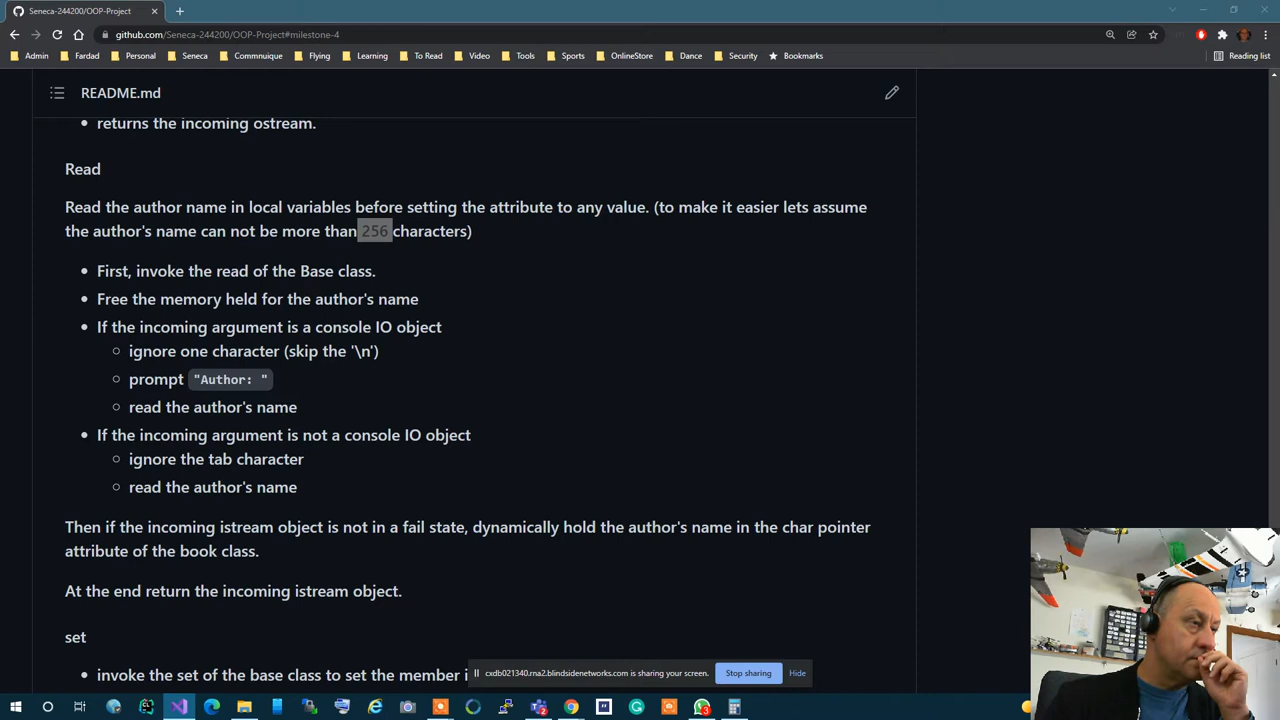 Seneca-244200/OOP-Project
github.com/Seneca-244200/OOP-Project#milestone-4
Admin Fardad Personal Seneca Commnuique Flying Learning To Read Video Tools Sports OnlineStore Dance Security Bookmarks Reading list
README.md
returns the incoming ostream.
Read
Read the author name in local variables before setting the attribute to any value. (to make it easier lets assume
the author's name can not be more than 256 characters)
First, invoke the read of the Base class.
Free the memory held for the author's name
If the incoming argument is a console IO object
ignore one character (skip the '\n')
prompt "Author: "
read the author's name
If the incoming argument is not a console IO object
ignore the tab character
read the author's name
Then if the incoming istream object is not in a fail state, dynamically hold the author's name in the char pointer
attribute of the book class.
At the end return the incoming istream object.
set
invoke the set of the base class to set the member i
cxdb021340.rna2.blindsidenetworks.com is sharing your screen. Stop sharing Hide